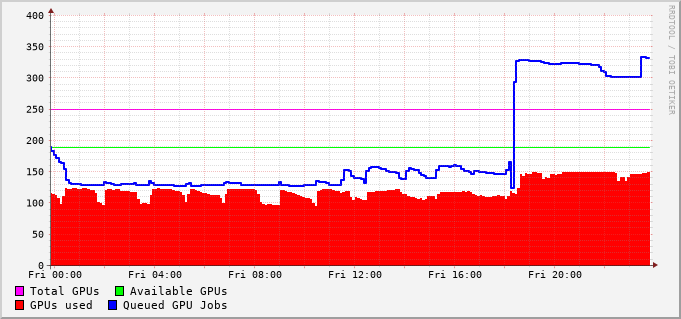 400
350
300
250
200
150
100
50
0
Fri 00:00 Fri 04:00 Fri 08:00 Fri 12:00 Fri 16:00 Fri 20:00
Total GPUs Available GPUs
GPUs used Queued GPU Jobs
RRDTOOL / TOBI OETIKER